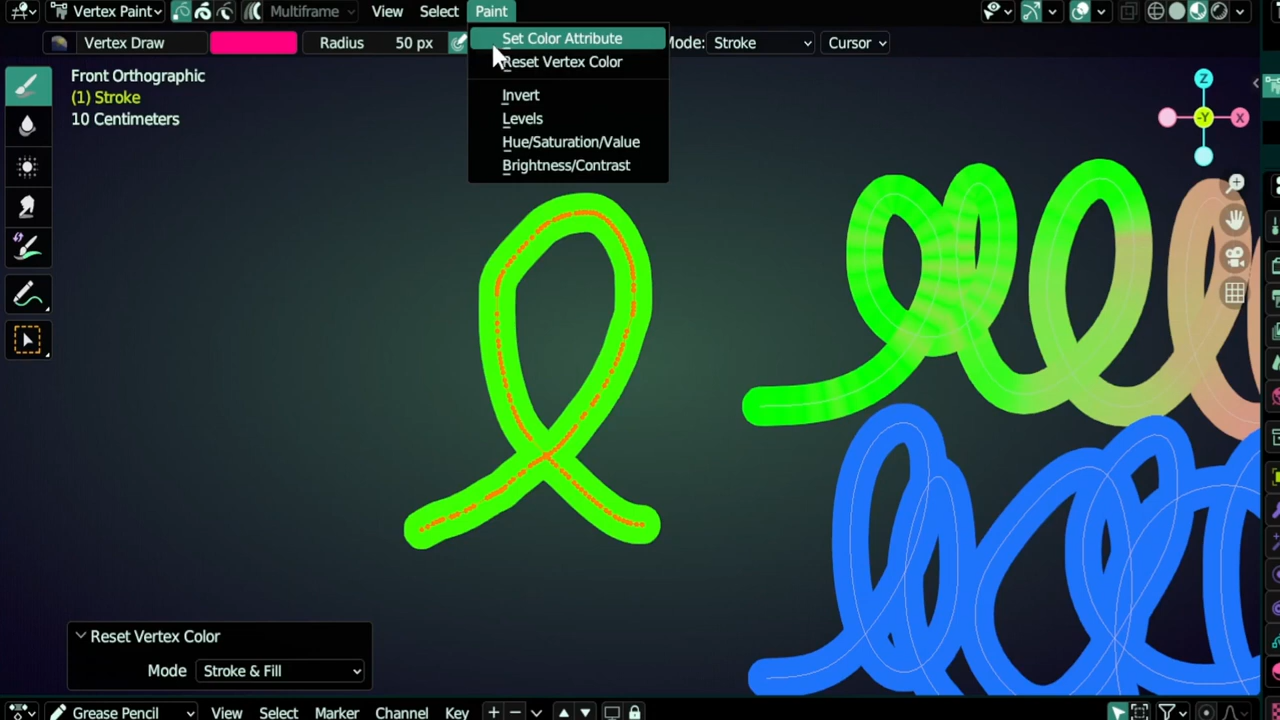 Vertex Paint Multiframe View Select Paint
Vertex Draw Radius 50 px Mode: Stroke Cursor
Set Color Attribute
Reset Vertex Color
Invert
Levels
Hue/Saturation/Value
Brightness/Contrast
Front Orthographic
(1) Stroke
10 Centimeters
Z
-Y
X
Reset Vertex Color
Mode Stroke & Fill
Grease Pencil View Select Marker Channel Key